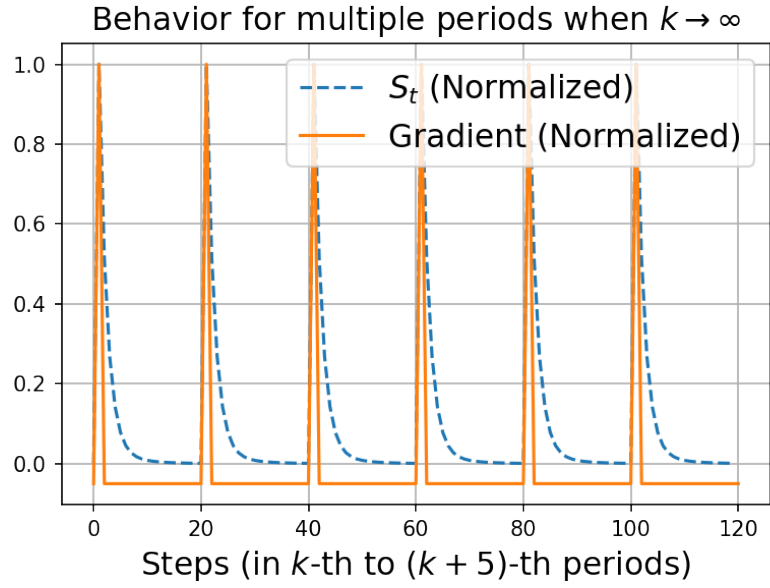 Behavior for multiple periods when k → ∞
1.0
0.8
0.6
0.4
0.2
0.0
S_t (Normalized)
Gradient (Normalized)
0 20 40 60 80 100 120
Steps (in k-th to (k + 5)-th periods)